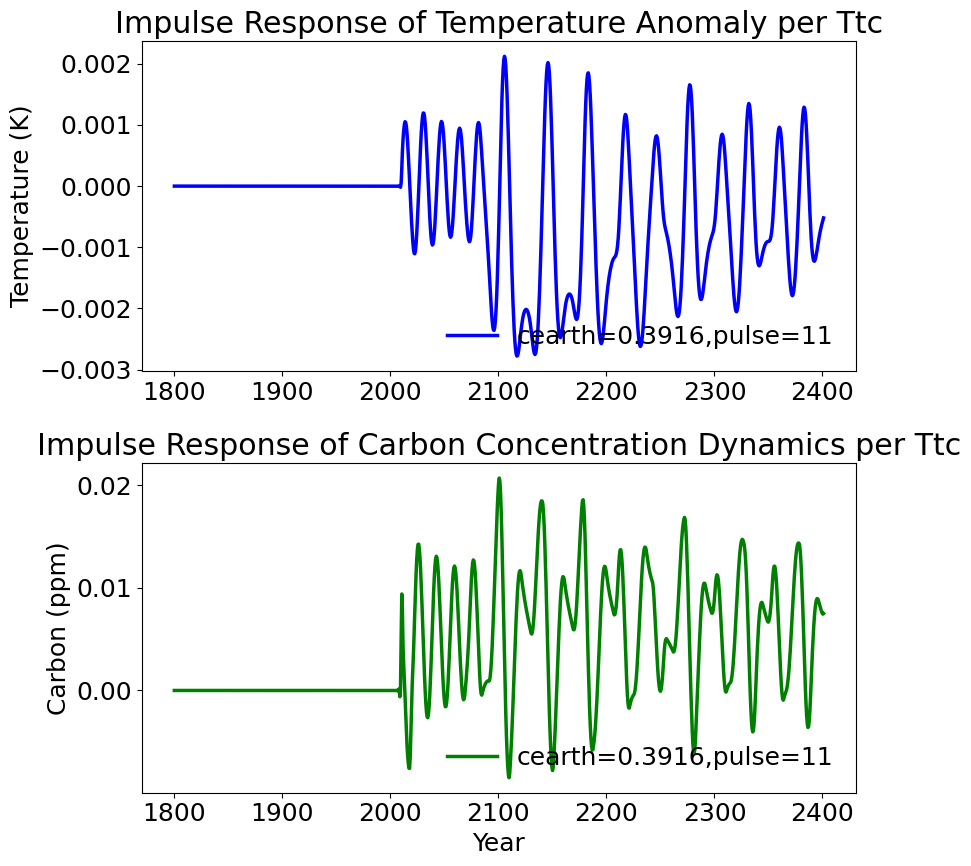 Impulse Response of Temperature Anomaly per Ttc
Temperature (K)
0.002
0.001
0.000
−0.001
−0.002
−0.003
cearth=0.3916,pulse=11
1800 1900 2000 2100 2200 2300 2400
Impulse Response of Carbon Concentration Dynamics per Ttc
Carbon (ppm)
0.02
0.01
0.00
cearth=0.3916,pulse=11
1800 1900 2000 2100 2200 2300 2400
Year